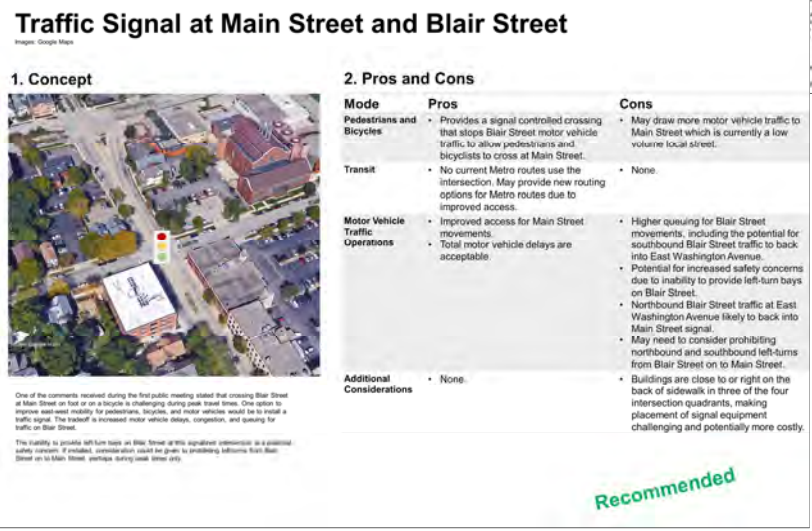 Traffic Signal at Main Street and Blair Street
Images: Google Maps
1. Concept
One of the comments received during the first public meeting stated that crossing Blair Street
at Main Street on foot or on a bicycle is challenging during peak travel times. One option to
improve east-west mobility for pedestrians, bicycles, and motor vehicles would be to install a
traffic signal. The tradeoff is increased motor vehicle delays, congestion, and queuing for
traffic on Blair Street.
The inability to provide left-turn bays on Blair Street at this signalized intersection is a potential
safety concern. If installed, consideration could be given to prohibiting left-turns from Blair
Street on to Main Street, perhaps during peak times only.
2. Pros and Cons
Mode Pros Cons
Pedestrians and
Bicycles
• Provides a signal controlled crossing
that stops Blair Street motor vehicle
traffic to allow pedestrians and
bicyclists to cross at Main Street.
• May draw more motor vehicle traffic to
Main Street which is currently a low
volume local street.
Transit
• No current Metro routes use the
intersection. May provide new routing
options for Metro routes due to
improved access.
• None.
Motor Vehicle
Traffic
Operations
• Improved access for Main Street
movements.
• Total motor vehicle delays are
acceptable.
• Higher queuing for Blair Street
movements, including the potential for
southbound Blair Street traffic to back
into East Washington Avenue.
• Potential for increased safety concerns
due to inability to provide left-turn bays
on Blair Street.
• Northbound Blair Street traffic at East
Washington Avenue likely to back into
Main Street signal.
• May need to consider prohibiting
northbound and southbound left-turns
from Blair Street on to Main Street.
Additional
Considerations
• None.
• Buildings are close to or right on the
back of sidewalk in three of the four
intersection quadrants, making
placement of signal equipment
challenging and potentially more costly.
Recommended